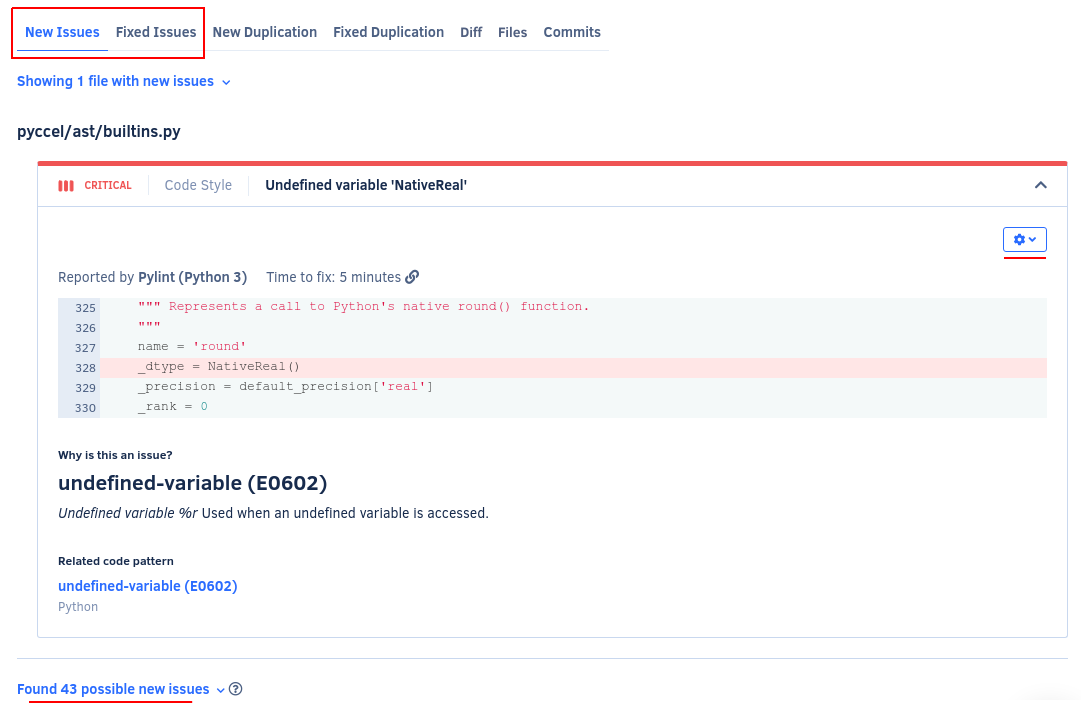 New Issues Fixed Issues New Duplication Fixed Duplication Diff Files Commits
Showing 1 file with new issues
pyccel/ast/builtins.py
CRITICAL Code Style Undefined variable 'NativeReal'
Reported by Pylint (Python 3) Time to fix: 5 minutes
325 """ Represents a call to Python's native round() function.
326 """
327 name = 'round'
328 _dtype = NativeReal()
329 _precision = default_precision['real']
330 _rank = 0
Why is this an issue?
undefined-variable (E0602)
Undefined variable %r Used when an undefined variable is accessed.
Related code pattern
undefined-variable (E0602)
Python
Found 43 possible new issues ?